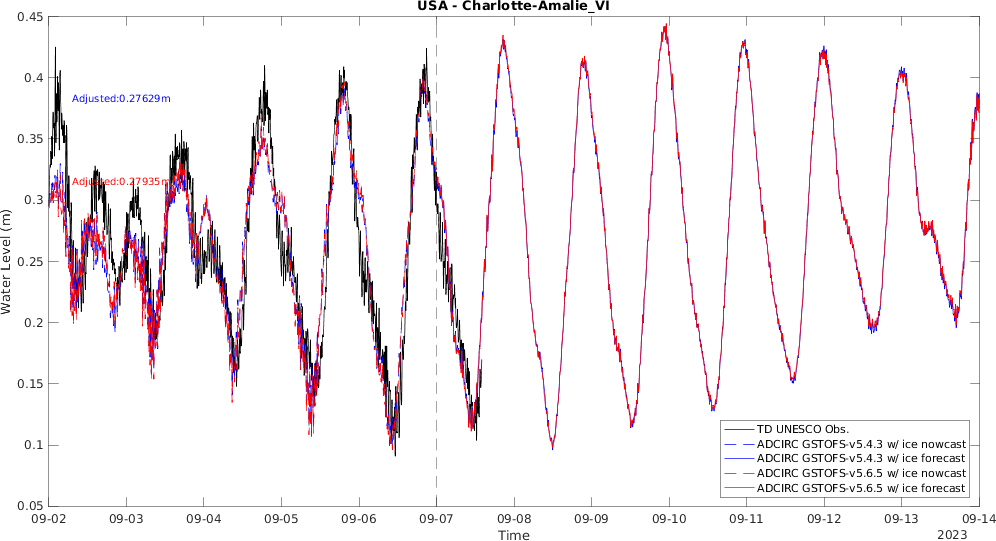 USA - Charlotte-Amalie_VI
0.45
0.4
0.35
0.3
0.25
0.2
0.15
0.1
0.05
Water Level (m)
Adjusted:0.27629m
Adjusted:0.27935m
TD UNESCO Obs.
ADCIRC GSTOFS-v5.4.3 w/ ice nowcast
ADCIRC GSTOFS-v5.4.3 w/ ice forecast
ADCIRC GSTOFS-v5.6.5 w/ ice nowcast
ADCIRC GSTOFS-v5.6.5 w/ ice forecast
09-02 09-03 09-04 09-05 09-06 09-07 09-08 09-09 09-10 09-11 09-12 09-13 09-14
Time
2023